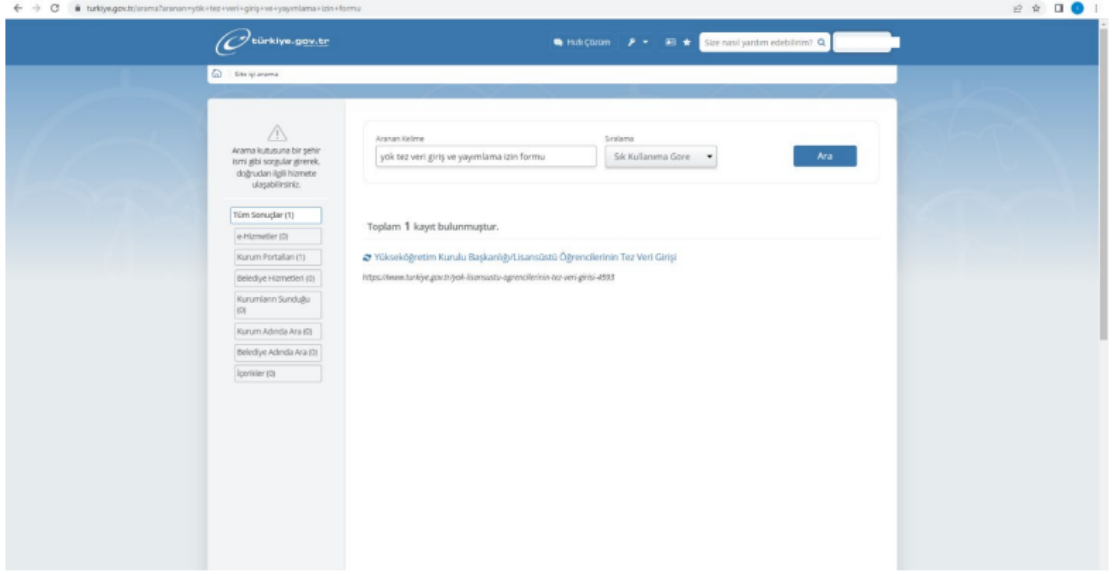 turkiye.gov.tr/arama?aranan=yök+tez+veri+giriş+ve+yayımlama+izin+formu
türkiye.gov.tr
Hızlı Çözüm
Size nasıl yardım edebilirim?
Site içi arama
Arama kutusuna bir şehir
ismi gibi sorgular girerek,
doğrudan ilgili hizmete
ulaşabilirsiniz.
Tüm Sonuçlar (1)
e-Hizmetler (0)
Kurum Portalları (1)
Belediye Hizmetleri (0)
Kurumların Sunduğu
(0)
Kurum Adında Ara (0)
Belediye Adında Ara (0)
İçerikler (0)
Aranan Kelime
yök tez veri giriş ve yayımlama izin formu
Sıralama
Sık Kullanıma Göre
Ara
Toplam 1 kayıt bulunmuştur.
Yükseköğretim Kurulu Başkanlığı/Lisansüstü Öğrencilerinin Tez Veri Girişi
https://www.turkiye.gov.tr/yok-lisansustu-ogrencilerinin-tez-veri-girisi-4593